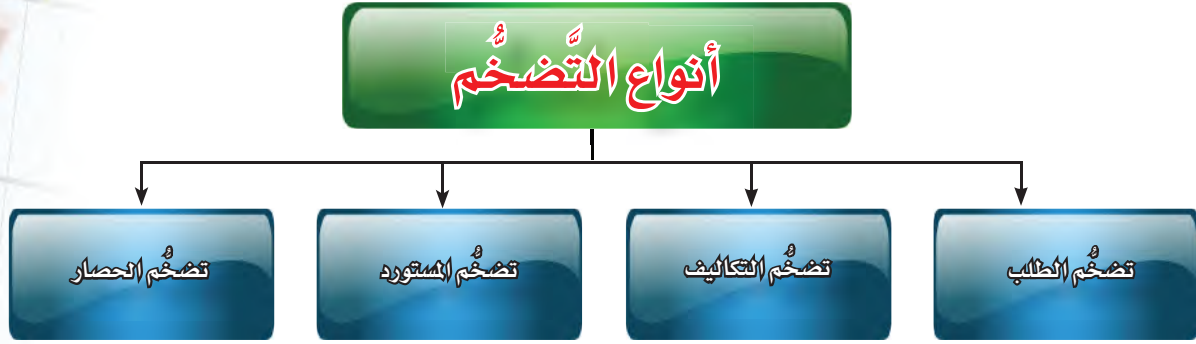 أنواع التَّضخُّم
تضخُّم الطلب
تضخُّم التكاليف
تضخُّم المستورد
تضخُّم الحصار